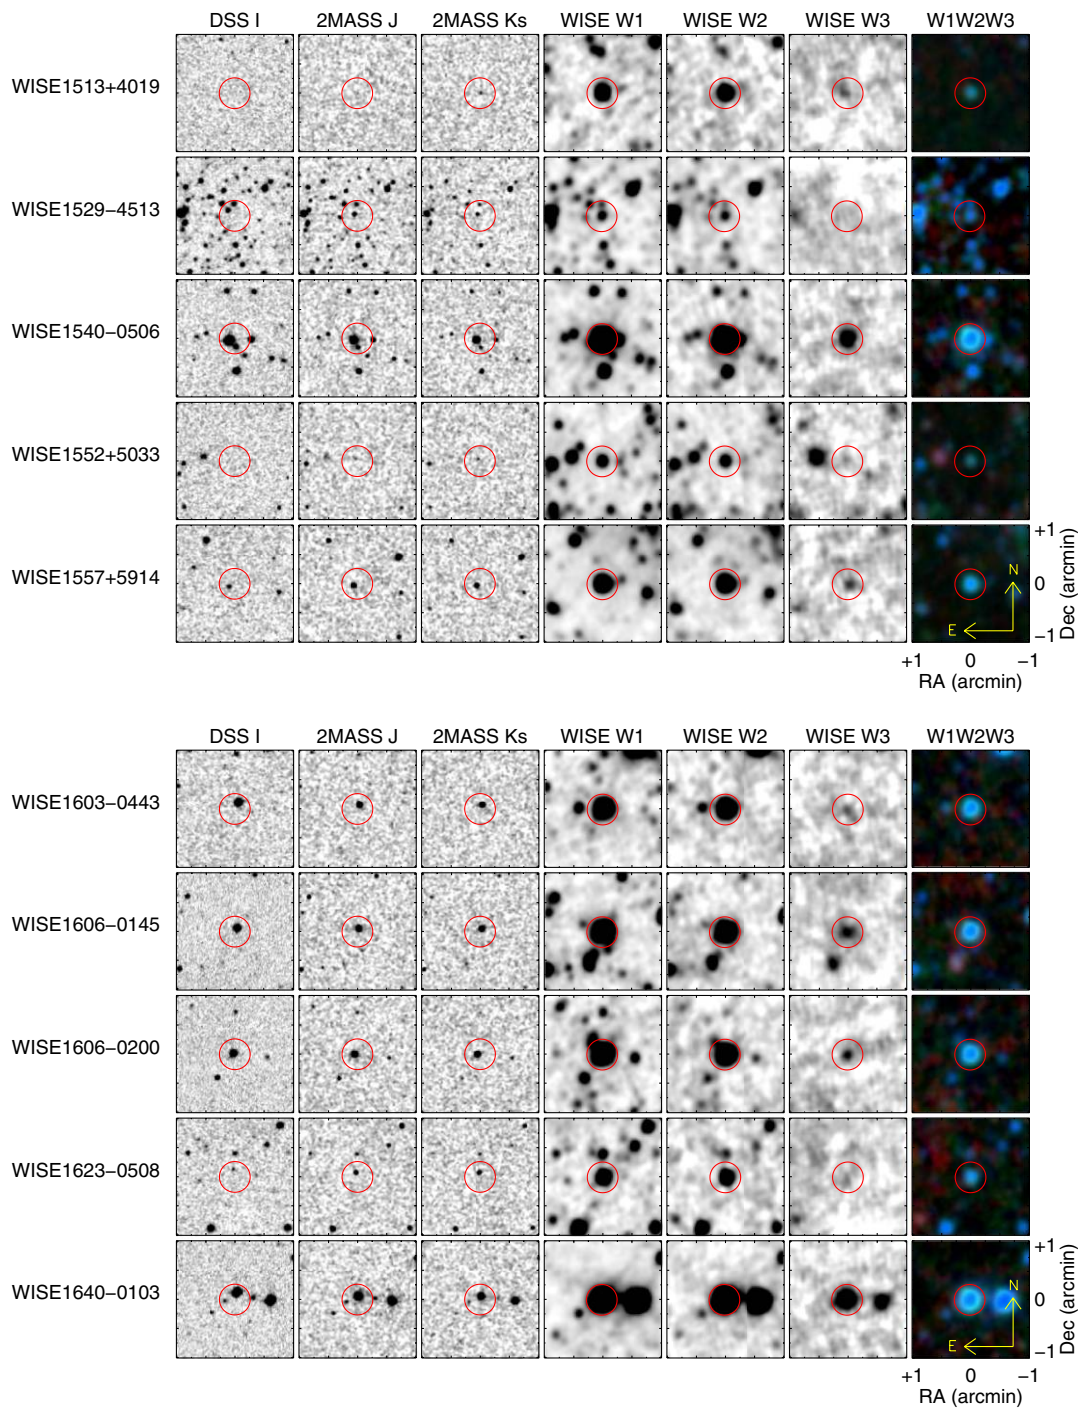 DSS I 2MASS J 2MASS Ks WISE W1 WISE W2 WISE W3 W1W2W3
WISE1513+4019
WISE1529−4513
WISE1540−0506
WISE1552+5033
WISE1557+5914
+1
N
0
Dec (arcmin)
E
−1
+1 0 −1
RA (arcmin)
DSS I 2MASS J 2MASS Ks WISE W1 WISE W2 WISE W3 W1W2W3
WISE1603−0443
WISE1606−0145
WISE1606−0200
WISE1623−0508
WISE1640−0103
+1
N
0
Dec (arcmin)
E
−1
+1 0 −1
RA (arcmin)